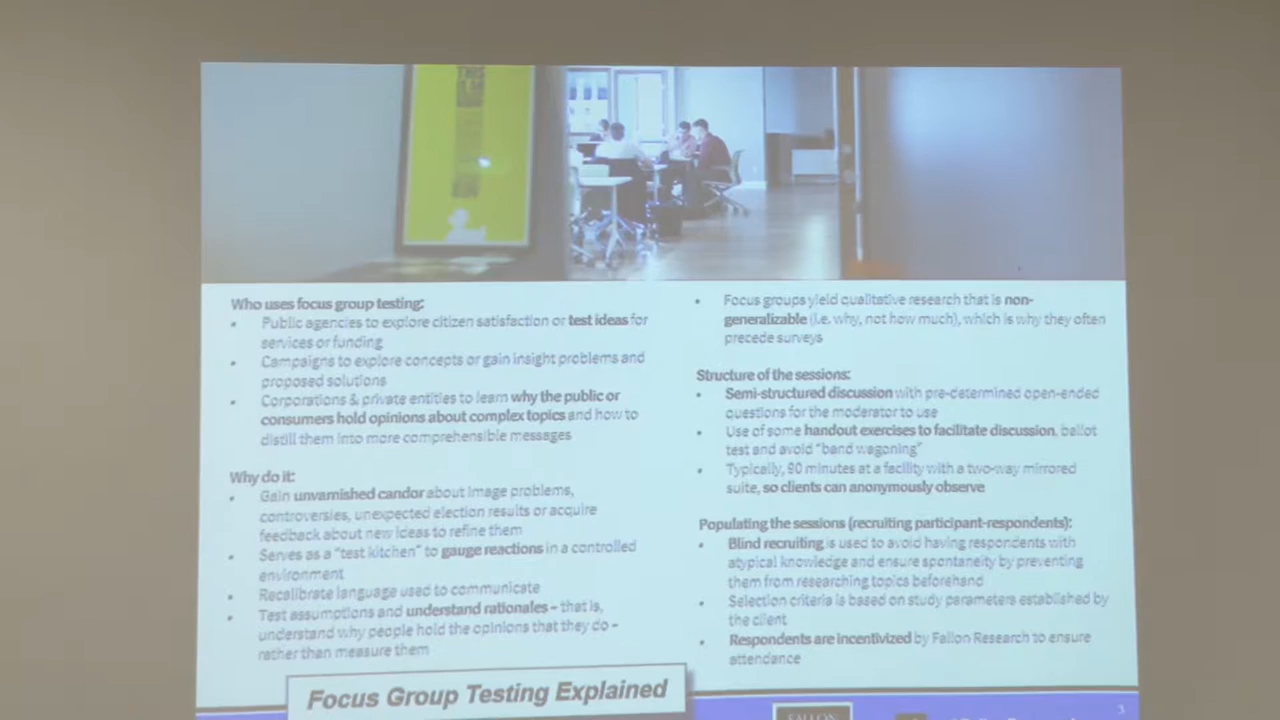 Who uses focus group testing:
• Public agencies to explore citizen satisfaction or test ideas for
services or funding
• Campaigns to explore concepts or gain insight problems and
proposed solutions
• Corporations & private entities to learn why the public or
consumers hold opinions about complex topics and how to
distill them into more comprehensible messages
Why do it:
• Gain unvarnished candor about image problems,
controversies, unexpected election results or acquire
feedback about new ideas to refine them
• Serves as a "test kitchen" to gauge reactions in a controlled
environment
• Recalibrate language used to communicate
• Test assumptions and understand rationales – that is,
understand why people hold the opinions that they do –
rather than measure them
• Focus groups yield qualitative research that is non-
generalizable (i.e. why, not how much), which is why they often
precede surveys
Structure of the sessions:
• Semi-structured discussion with pre-determined open-ended
questions for the moderator to use
• Use of some handout exercises to facilitate discussion, ballot
test and avoid "band wagoning"
• Typically, 90 minutes at a facility with a two-way mirrored
suite, so clients can anonymously observe
Populating the sessions (recruiting participant-respondents):
• Blind recruiting is used to avoid having respondents with
atypical knowledge and ensure spontaneity by preventing
them from researching topics beforehand
• Selection criteria is based on study parameters established by
the client
• Respondents are incentivized by Fallon Research to ensure
attendance
Focus Group Testing Explained
FALLON
3